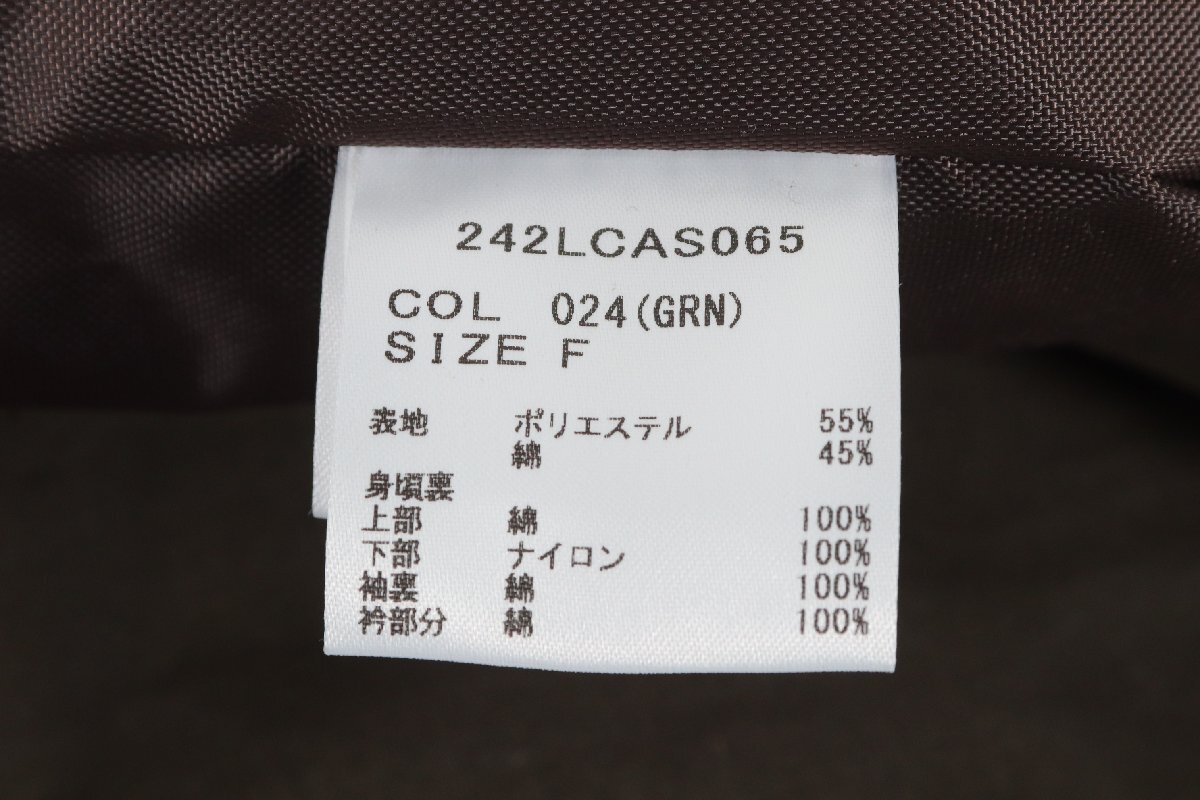 242LCAS065
COL 024(GRN)
SIZE F
表地 ポリエステル 55%
綿 45%
身頃裏
上部 綿 100%
下部 ナイロン 100%
袖裏 綿 100%
衿部分 綿 100%